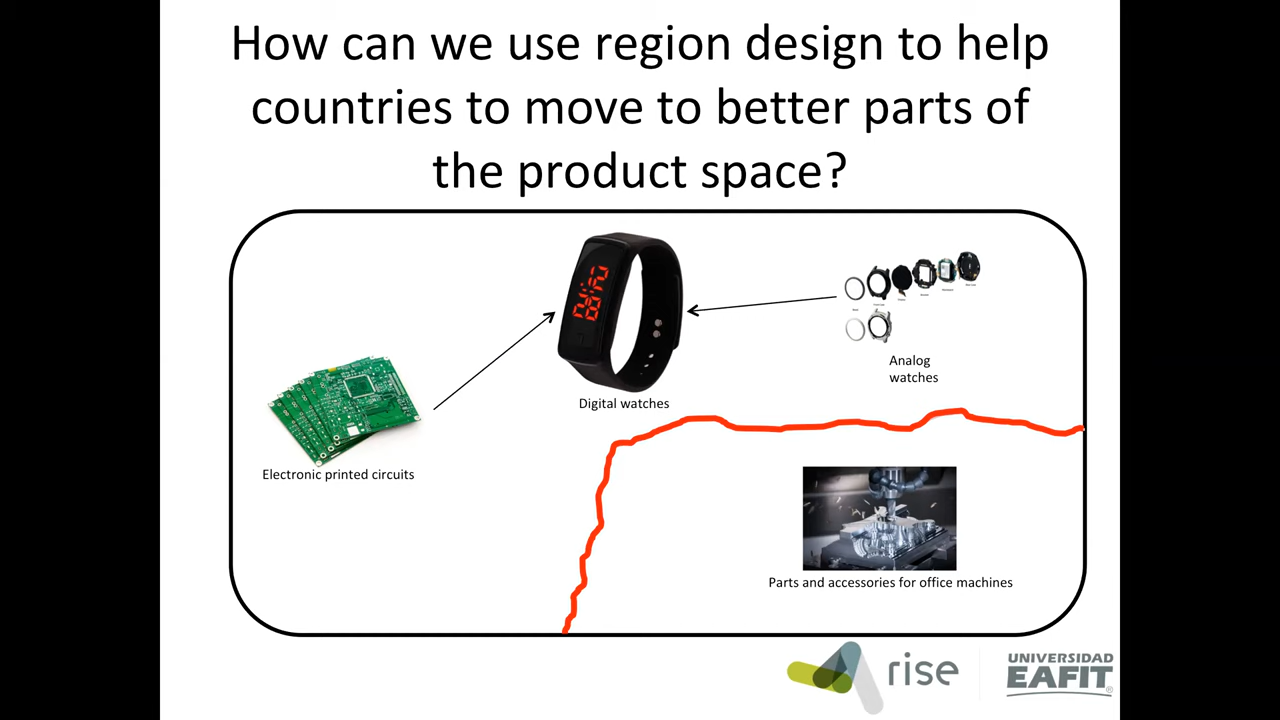 How can we use region design to help
countries to move to better parts of
the product space?
Digital watches
Analog
watches
Electronic printed circuits
Parts and accessories for office machines
rise
UNIVERSIDAD
EAFIT
®